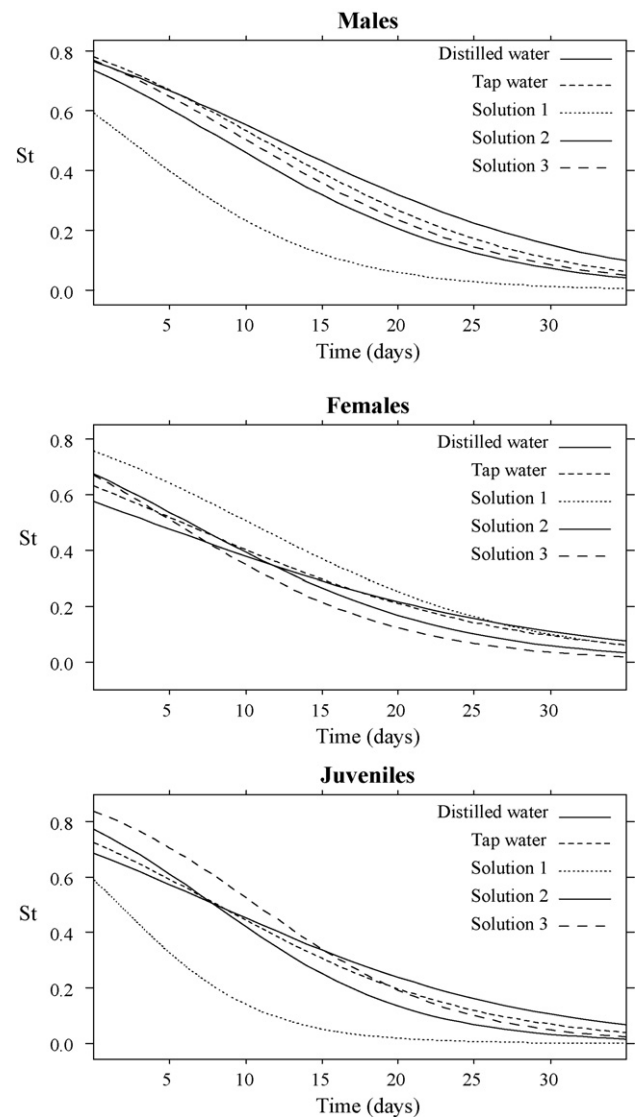 Males
0.8
0.6
0.4
0.2
0.0
St
Distilled water
Tap water
Solution 1
Solution 2
Solution 3
5 10 15 20 25 30
Time (days)
Females
0.8
0.6
0.4
0.2
0.0
St
Distilled water
Tap water
Solution 1
Solution 2
Solution 3
5 10 15 20 25 30
Time (days)
Juveniles
0.8
0.6
0.4
0.2
0.0
St
Distilled water
Tap water
Solution 1
Solution 2
Solution 3
5 10 15 20 25 30
Time (days)